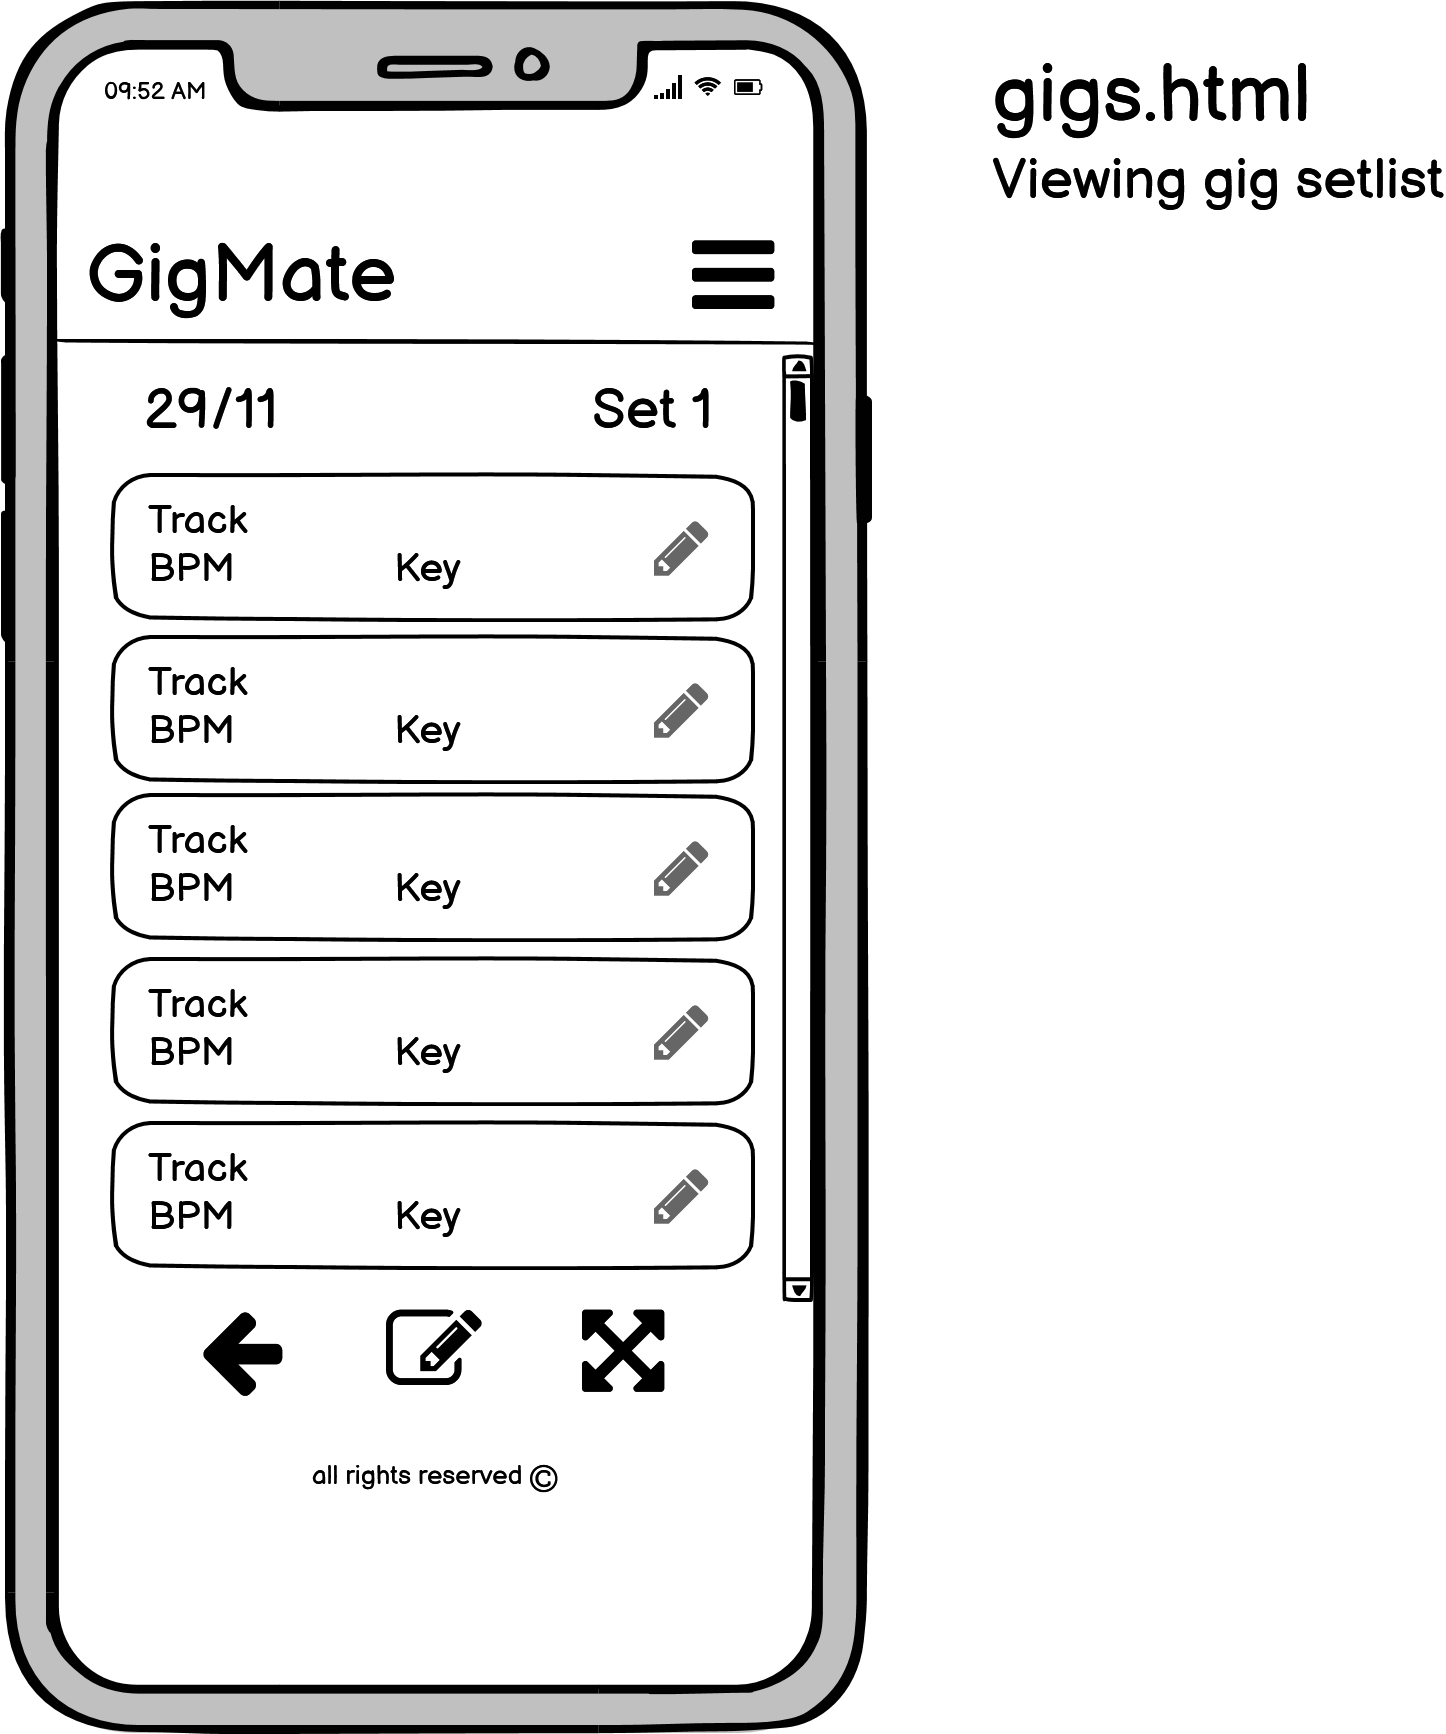 09:52 AM
gigs.html
Viewing gig setlist
GigMate
29/11 Set 1
Track
BPM Key
Track
BPM Key
Track
BPM Key
Track
BPM Key
Track
BPM Key
all rights reserved ©